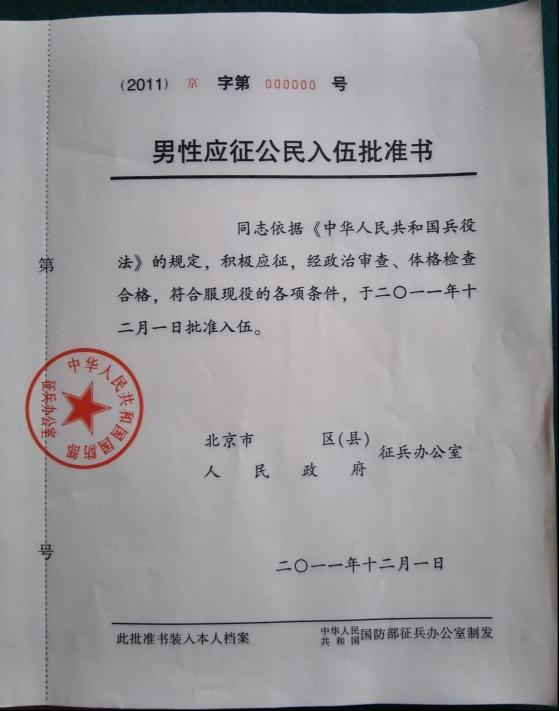 (2011) 京 字第 000000 号
男性应征公民入伍批准书
同志依据《中华人民共和国兵役
法》的规定，积极应征，经政治审查、体格检查
合格，符合服现役的各项条件，于二〇一一年十
二月一日批准入伍。
第
号
中华人民共和国国防部
征兵办公室
北京市 区(县)
人民政府
征兵办公室
二〇一一年十二月一日
此批准书装入本人档案
中华人民
共和国
国防部征兵办公室制发